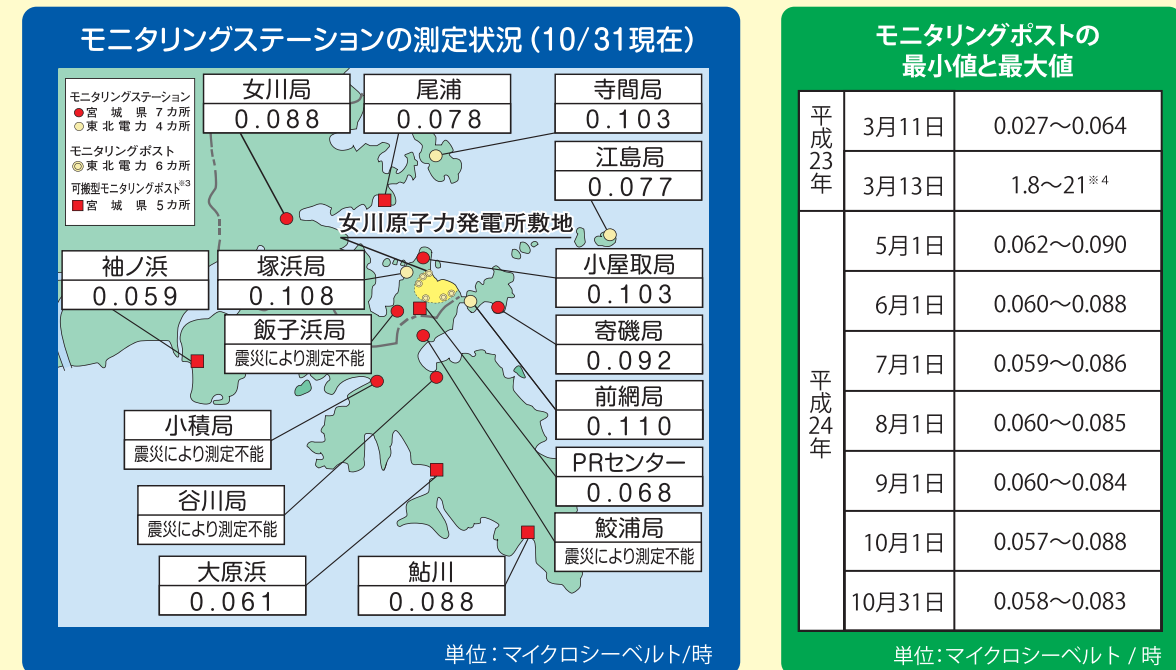 モニタリングステーションの測定状況(10/31現在)
モニタリングステーション
●宮城県 7カ所
●東北電力 4カ所
モニタリングポスト
◎東北電力 6カ所
可搬型モニタリングポスト※3
■宮城県 5カ所
女川局
0.088
尾浦
0.078
寺間局
0.103
江島局
0.077
女川原子力発電所敷地
袖ノ浜
0.059
塚浜局
0.108
小屋取局
0.103
飯子浜局
震災により測定不能
寄磯局
0.092
前網局
0.110
小積局
震災により測定不能
PRセンター
0.068
谷川局
震災により測定不能
鮫浦局
震災により測定不能
大原浜
0.061
鮎川
0.088
単位:マイクロシーベルト/時
モニタリングポストの
最小値と最大値
平成23年
3月11日 0.027〜0.064
3月13日 1.8〜21※4
平成24年
5月1日 0.062〜0.090
6月1日 0.060〜0.088
7月1日 0.059〜0.086
8月1日 0.060〜0.085
9月1日 0.060〜0.084
10月1日 0.057〜0.088
10月31日 0.058〜0.083
単位:マイクロシーベルト / 時